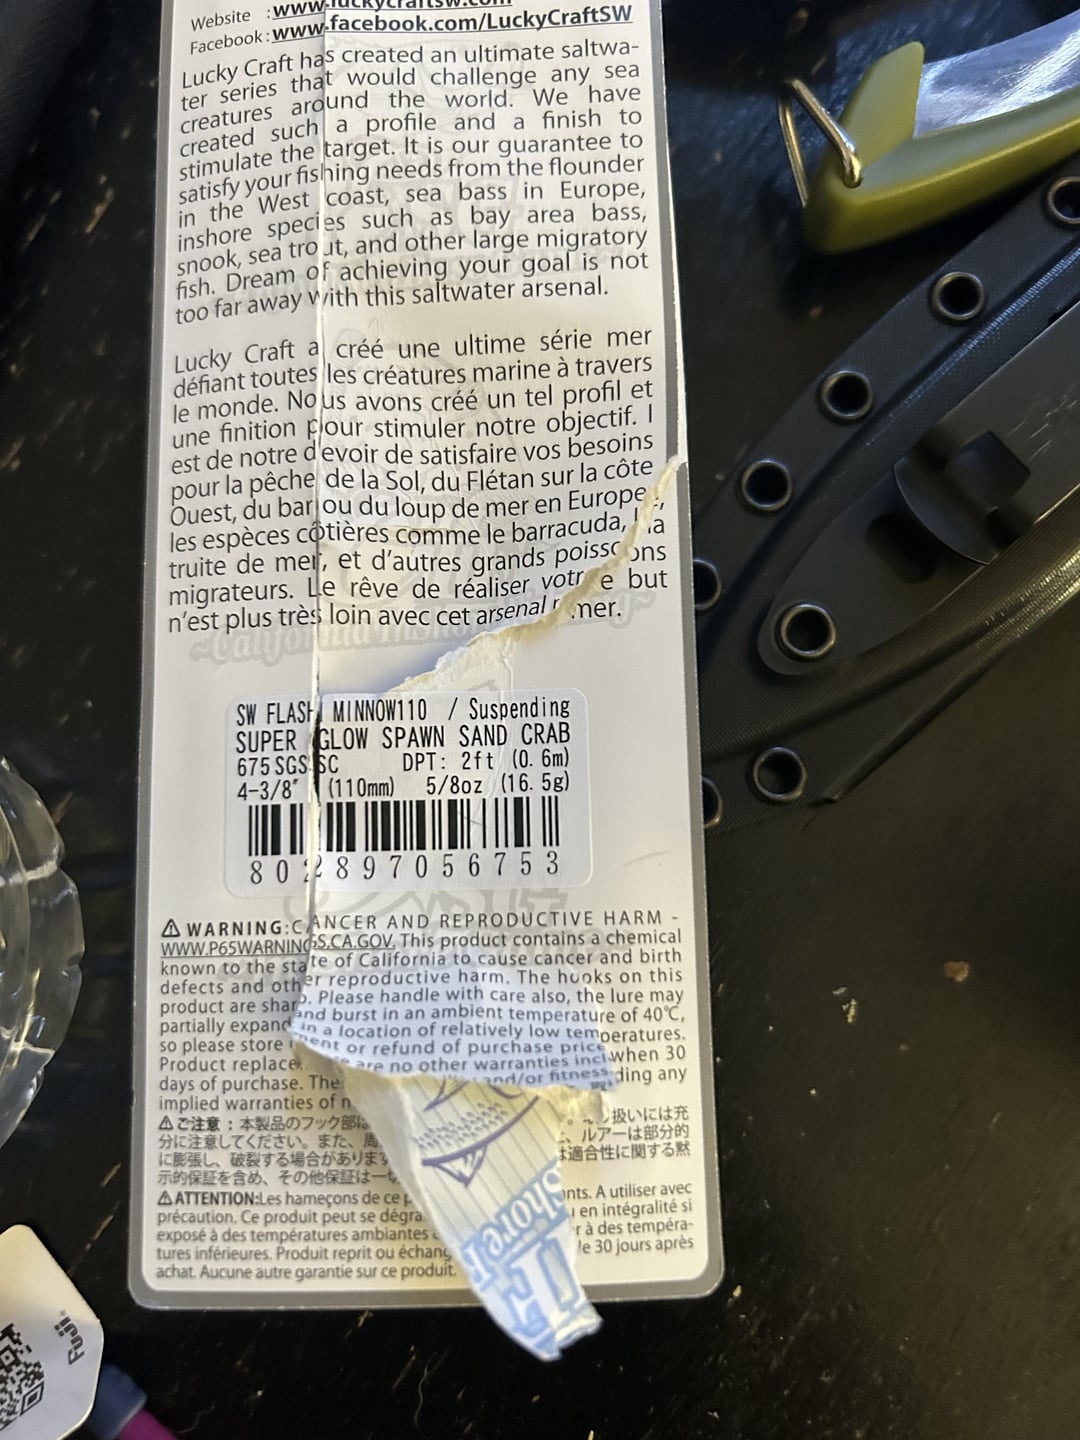 Website : www.luckycraftsw.com
Facebook : www.facebook.com/LuckyCraftSW
Lucky Craft has created an ultimate saltwa-
ter series that would challenge any sea
creatures around the world. We have
created such a profile and a finish to
stimulate the target. It is our guarantee to
satisfy your fishing needs from the flounder
in the West coast, sea bass in Europe,
inshore species such as bay area bass,
snook, sea trout, and other large migratory
fish. Dream of achieving your goal is not
too far away with this saltwater arsenal.
Lucky Craft a créé une ultime série mer
défiant toutes les créatures marine à travers
le monde. Nous avons créé un tel profil et
une finition pour stimuler notre objectif. I
est de notre devoir de satisfaire vos besoins
pour la pêche de la Sol, du Flétan sur la côte
Ouest, du bar ou du loup de mer en Europe,
les espèces côtières comme le barracuda, la
truite de mer, et d'autres grands poissons
migrateurs. Le rêve de réaliser votre but
n'est plus très loin avec cet arsenal mer.
SW FLASH MINNOW110 / Suspending
SUPER GLOW SPAWN SAND CRAB
675SGSSC DPT: 2ft (0.6m)
4-3/8" (110mm) 5/8oz (16.5g)
802897056753
⚠ WARNING:CANCER AND REPRODUCTIVE HARM -
WWW.P65WARNINGS.CA.GOV. This product contains a chemical
known to the state of California to cause cancer and birth
defects and other reproductive harm. The hooks on this
product are sharp. Please handle with care also, the lure may
partially expand and burst in an ambient temperature of 40℃,
so please store in a location of relatively low temperatures.
Product replacement or refund of purchase price when 30
days of purchase. There are no other warranties including any
implied warranties of and/or fitness
⚠ご注意：本製品のフック部は 扱いには充
分に注意してください。また、周 、ルアーは部分的
に膨張し、破裂する場合があります は適合性に関する黙
示的保証を含め、その他保証は一切
⚠ATTENTION:Les hameçons de ce p nts. A utiliser avec
précaution. Ce produit peut se dégra en intégralité si
exposé à des températures ambiantes r à des tempéra-
tures inférieures. Produit reprit ou échang le 30 jours après
achat. Aucune autre garantie sur ce produit.
Shore
Fuji